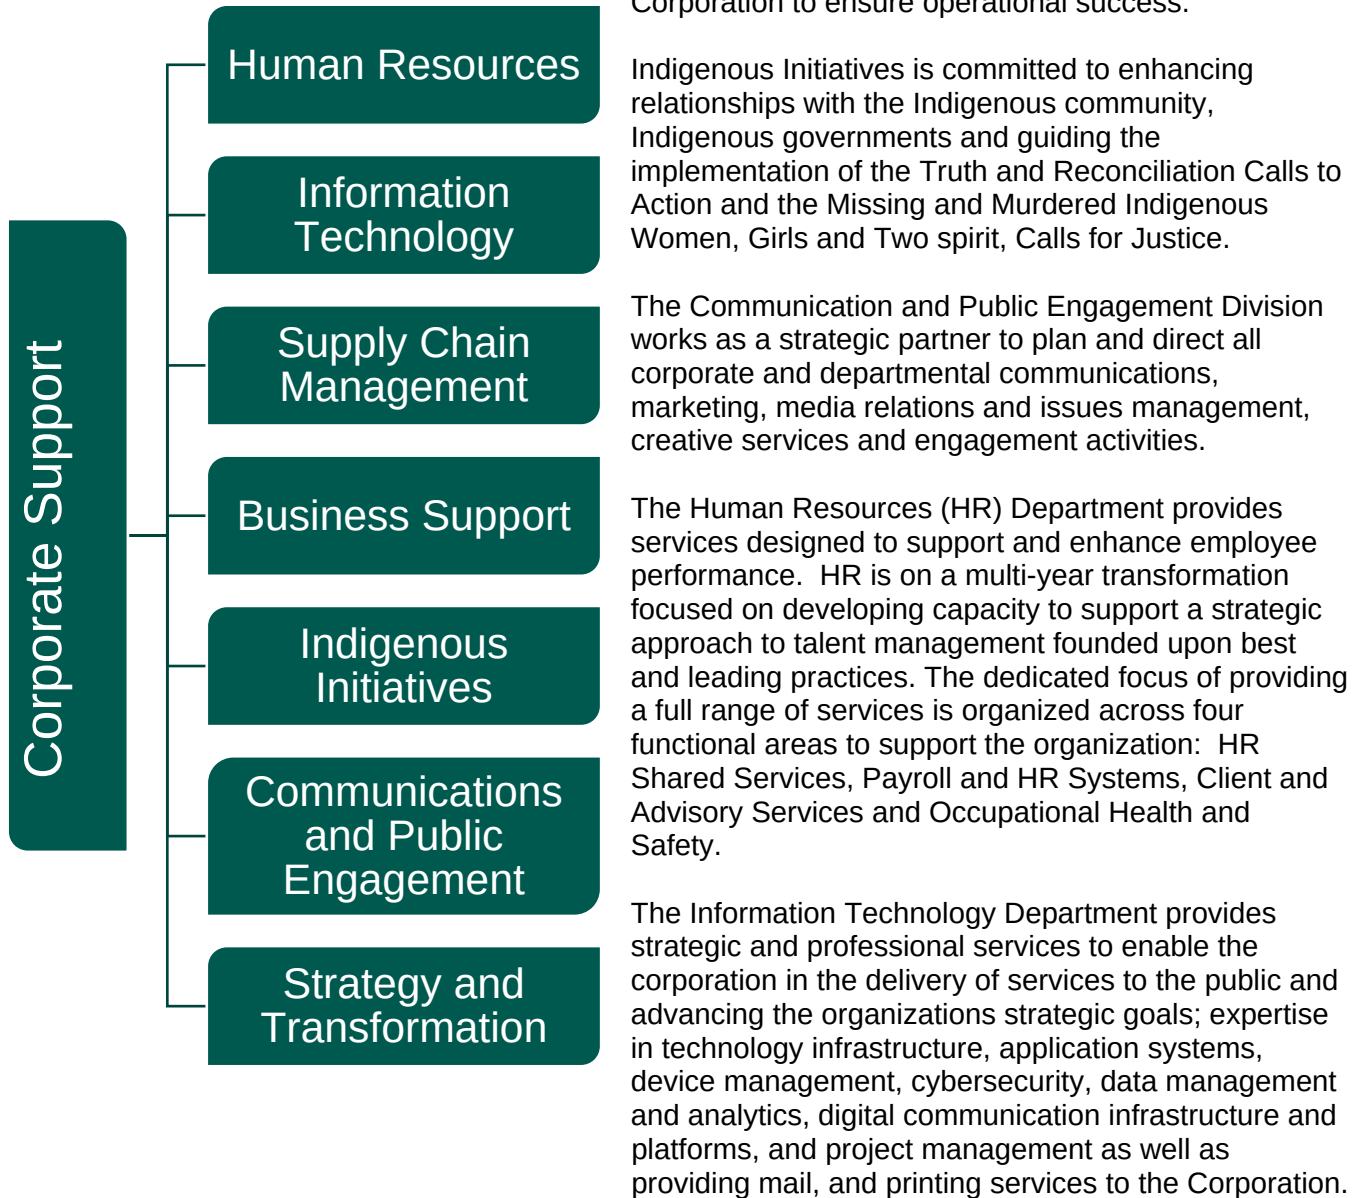 Corporate Support
Human Resources
Information
Technology
Supply Chain
Management
Business Support
Indigenous
Initiatives
Communications
and Public
Engagement
Strategy and
Transformation
Corporation to ensure operational success.
Indigenous Initiatives is committed to enhancing
relationships with the Indigenous community,
Indigenous governments and guiding the
implementation of the Truth and Reconciliation Calls to
Action and the Missing and Murdered Indigenous
Women, Girls and Two spirit, Calls for Justice.
The Communication and Public Engagement Division
works as a strategic partner to plan and direct all
corporate and departmental communications,
marketing, media relations and issues management,
creative services and engagement activities.
The Human Resources (HR) Department provides
services designed to support and enhance employee
performance.  HR is on a multi-year transformation
focused on developing capacity to support a strategic
approach to talent management founded upon best
and leading practices. The dedicated focus of providing
a full range of services is organized across four
functional areas to support the organization:  HR
Shared Services, Payroll and HR Systems, Client and
Advisory Services and Occupational Health and
Safety.
The Information Technology Department provides
strategic and professional services to enable the
corporation in the delivery of services to the public and
advancing the organizations strategic goals; expertise
in technology infrastructure, application systems,
device management, cybersecurity, data management
and analytics, digital communication infrastructure and
platforms, and project management as well as
providing mail, and printing services to the Corporation.